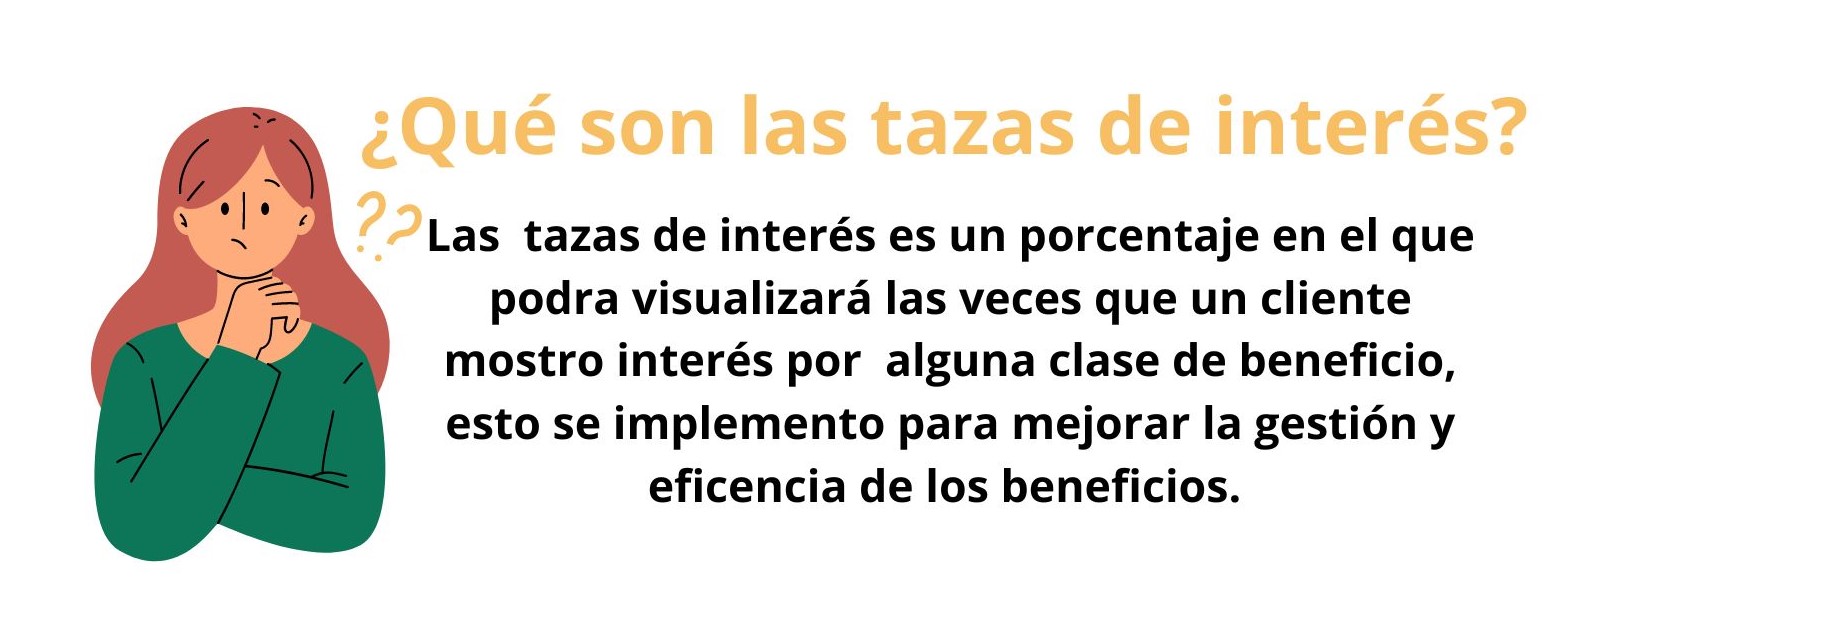 ¿Qué son las tazas de interés?
??
Las  tazas de interés es un porcentaje en el que
podra visualizará las veces que un cliente
mostro interés por  alguna clase de beneficio,
esto se implemento para mejorar la gestión y
eficencia de los beneficios.